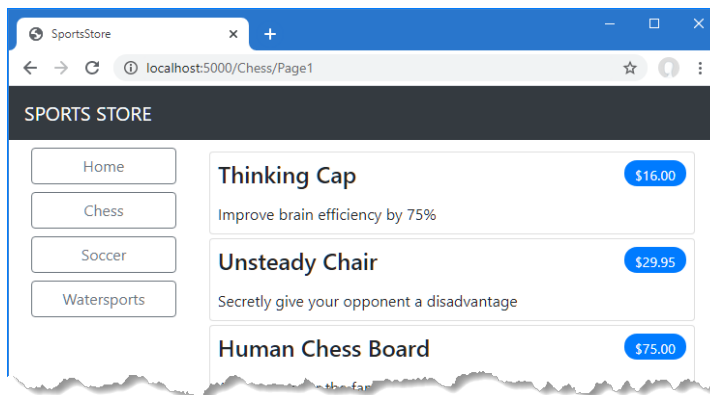 SportsStore
localhost:5000/Chess/Page1
SPORTS STORE
Home
Chess
Soccer
Watersports
Thinking Cap
$16.00
Improve brain efficiency by 75%
Unsteady Chair
$29.95
Secretly give your opponent a disadvantage
Human Chess Board
$75.00